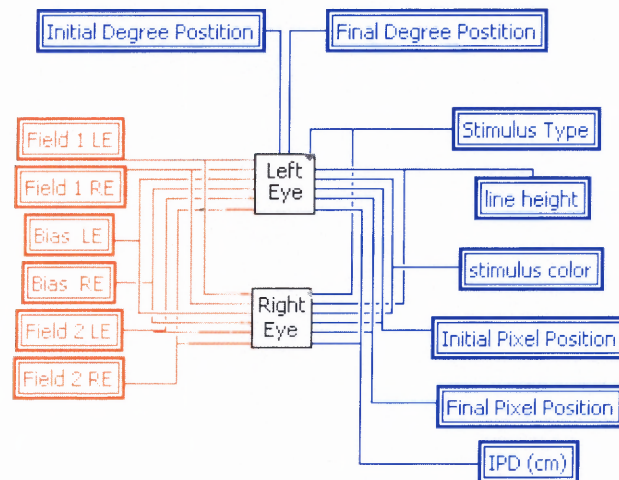 Initial Degree Postition
Final Degree Postition
Field 1 LE
Field 1 RE
Bias LE
Bias RE
Field 2 LE
Field 2 RE
Left
Eye
Right
Eye
Stimulus Type
line height
stimulus color
Initial Pixel Position
Final Pixel Position
IPD (cm)